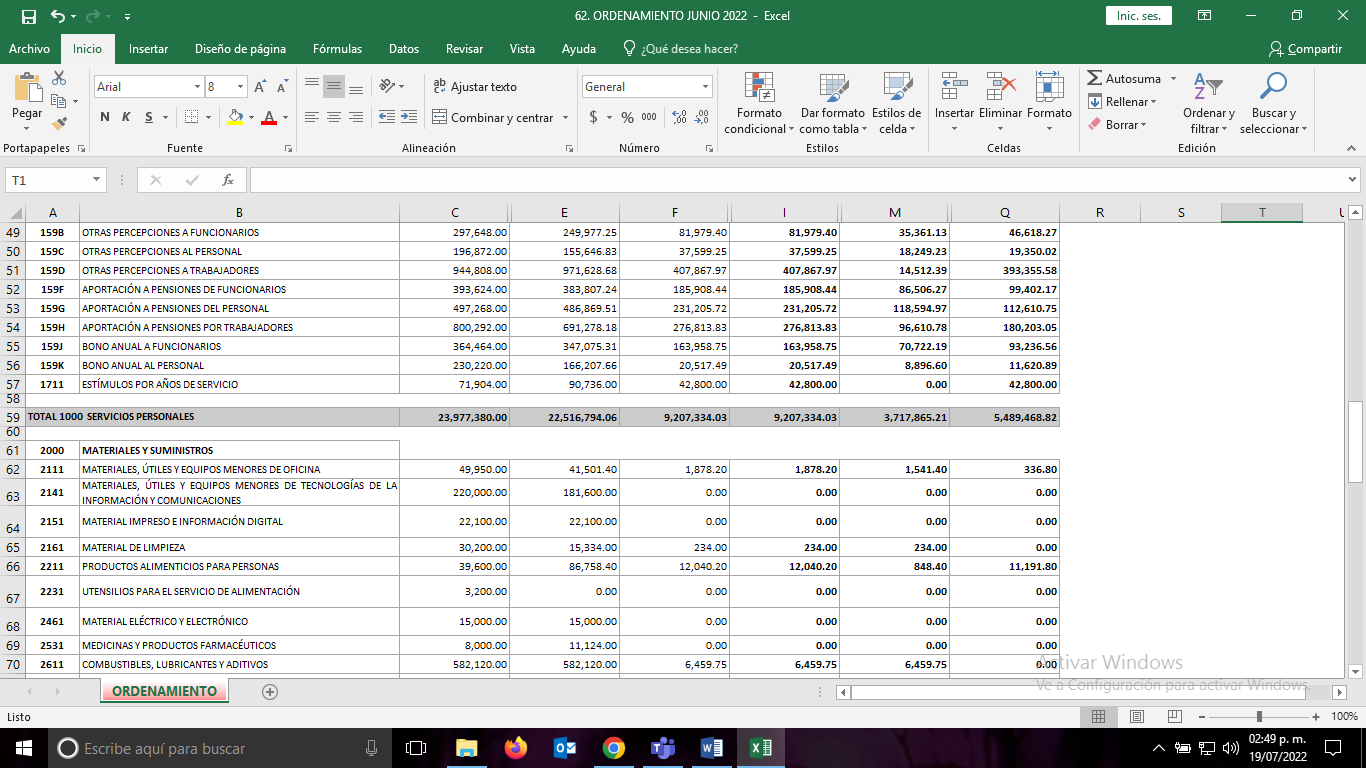 62. ORDENAMIENTO JUNIO 2022 - Excel
Inic. ses.
Archivo Inicio Insertar Diseño de página Fórmulas Datos Revisar Vista Ayuda ¿Qué desea hacer? Compartir
Pegar
Arial 8
N K S
Ajustar texto
Combinar y centrar
General
$ % 000
Formato condicional
Dar formato como tabla
Estilos de celda
Insertar Eliminar Formato
Autosuma
Rellenar
Borrar
Ordenar y filtrar
Buscar y seleccionar
Portapapeles Fuente Alineación Número Estilos Celdas Edición
T1 fx
A B C E F I M Q R S T U
49 159B OTRAS PERCEPCIONES A FUNCIONARIOS 297,648.00 249,977.25 81,979.40 81,979.40 35,361.13 46,618.27
50 159C OTRAS PERCEPCIONES AL PERSONAL 196,872.00 155,646.83 37,599.25 37,599.25 18,249.23 19,350.02
51 159D OTRAS PERCEPCIONES A TRABAJADORES 944,808.00 971,628.68 407,867.97 407,867.97 14,512.39 393,355.58
52 159F APORTACIÓN A PENSIONES DE FUNCIONARIOS 393,624.00 383,807.24 185,908.44 185,908.44 86,506.27 99,402.17
53 159G APORTACIÓN A PENSIONES DEL PERSONAL 497,268.00 486,869.51 231,205.72 231,205.72 118,594.97 112,610.75
54 159H APORTACIÓN A PENSIONES POR TRABAJADORES 800,292.00 691,278.18 276,813.83 276,813.83 96,610.78 180,203.05
55 159J BONO ANUAL A FUNCIONARIOS 364,464.00 347,075.31 163,958.75 163,958.75 70,722.19 93,236.56
56 159K BONO ANUAL AL PERSONAL 230,220.00 166,207.66 20,517.49 20,517.49 8,896.60 11,620.89
57 1711 ESTÍMULOS POR AÑOS DE SERVICIO 71,904.00 90,736.00 42,800.00 42,800.00 0.00 42,800.00
58
59 TOTAL 1000 SERVICIOS PERSONALES 23,977,380.00 22,516,794.06 9,207,334.03 9,207,334.03 3,717,865.21 5,489,468.82
60
61 2000 MATERIALES Y SUMINISTROS
62 2111 MATERIALES, ÚTILES Y EQUIPOS MENORES DE OFICINA 49,950.00 41,501.40 1,878.20 1,878.20 1,541.40 336.80
63 2141 MATERIALES, ÚTILES Y EQUIPOS MENORES DE TECNOLOGÍAS DE LA
INFORMACIÓN Y COMUNICACIONES 220,000.00 181,600.00 0.00 0.00 0.00 0.00
64 2151 MATERIAL IMPRESO E INFORMACIÓN DIGITAL 22,100.00 22,100.00 0.00 0.00 0.00 0.00
65 2161 MATERIAL DE LIMPIEZA 30,200.00 15,334.00 234.00 234.00 234.00 0.00
66 2211 PRODUCTOS ALIMENTICIOS PARA PERSONAS 39,600.00 86,758.40 12,040.20 12,040.20 848.40 11,191.80
67 2231 UTENSILIOS PARA EL SERVICIO DE ALIMENTACIÓN 3,200.00 0.00 0.00 0.00 0.00 0.00
68 2461 MATERIAL ELÉCTRICO Y ELECTRÓNICO 15,000.00 15,000.00 0.00 0.00 0.00 0.00
69 2531 MEDICINAS Y PRODUCTOS FARMACÉUTICOS 8,000.00 11,124.00 0.00 0.00 0.00 0.00
70 2611 COMBUSTIBLES, LUBRICANTES Y ADITIVOS 582,120.00 582,120.00 6,459.75 6,459.75 6,459.75 0.00
Activar Windows
Ve a Configuración para activar Windows.
ORDENAMIENTO
Listo 100%
Escribe aquí para buscar
02:49 p. m.
19/07/2022